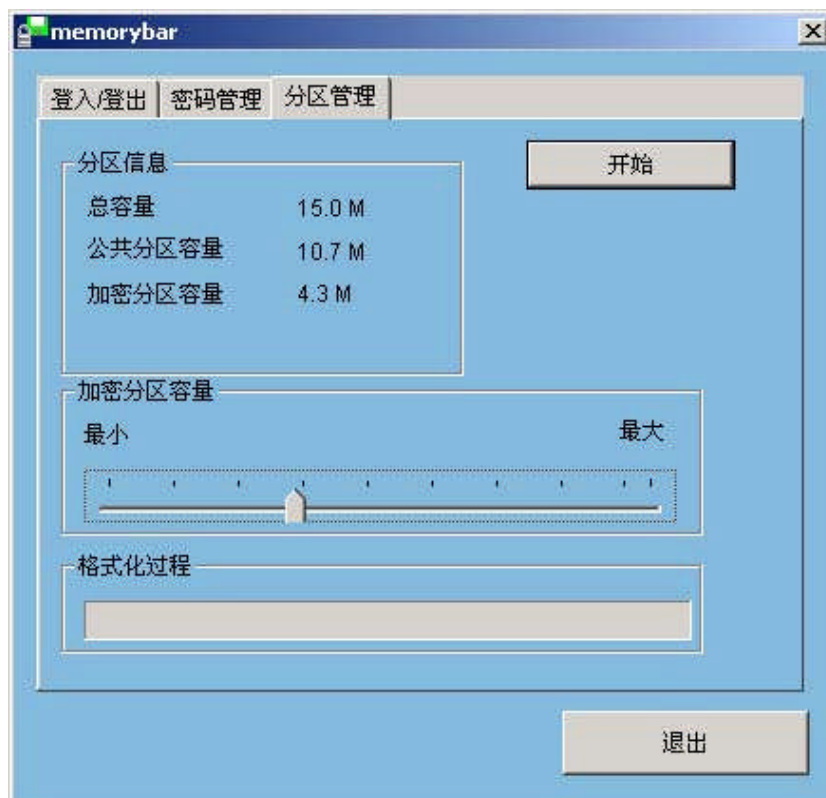 memorybar
登入/登出 密码管理 分区管理
分区信息
开始
总容量 15.0 M
公共分区容量 10.7 M
加密分区容量 4.3 M
加密分区容量
最小 最大
格式化过程
退出